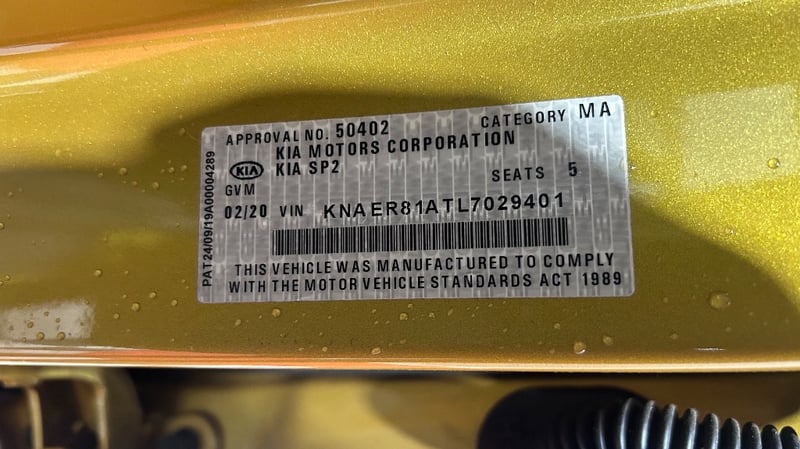 APPROVAL NO. 50402 CATEGORY MA
KIA MOTORS CORPORATION
KIA KIA SP2
GVM SEATS 5
02/20 VIN KNAER81ATL7029401
THIS VEHICLE WAS MANUFACTURED TO COMPLY
WITH THE MOTOR VEHICLE STANDARDS ACT 1989
PAT24/09/19A00004289